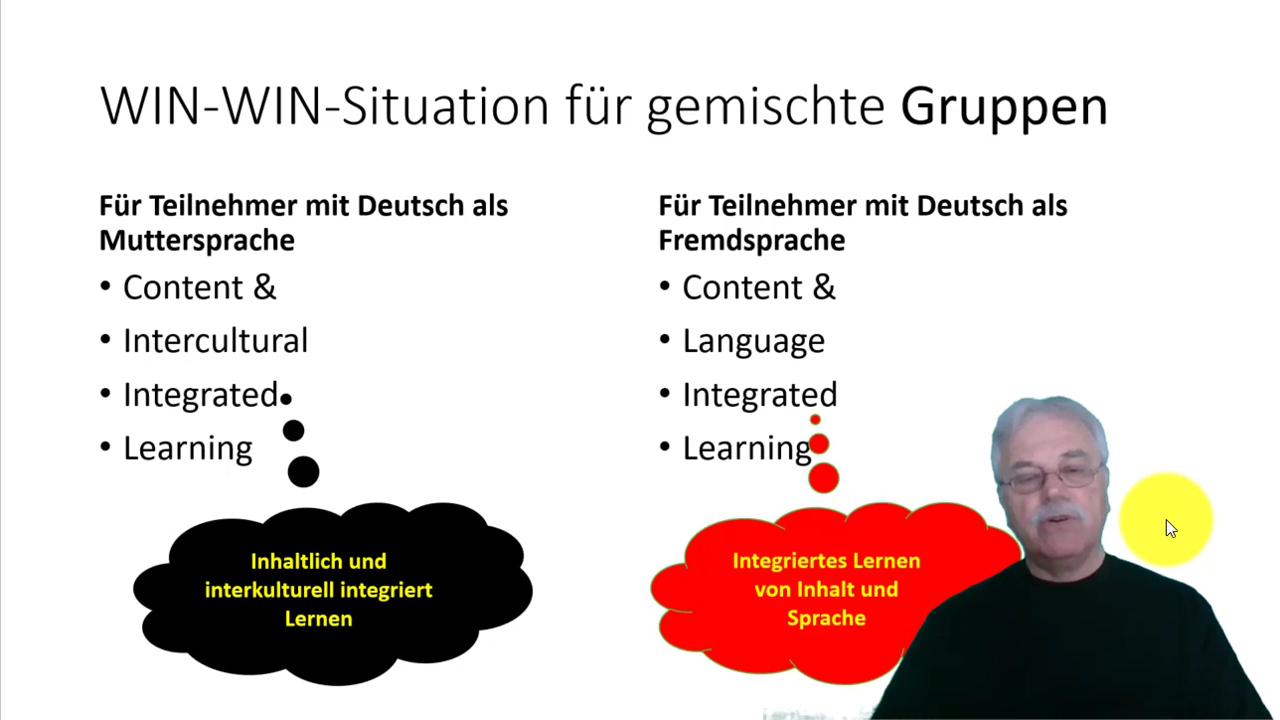 WIN-WIN-Situation für gemischte Gruppen
Für Teilnehmer mit Deutsch als
Muttersprache
• Content &
• Intercultural
• Integrated
• Learning
Inhaltlich und
interkulturell integriert
Lernen
Für Teilnehmer mit Deutsch als
Fremdsprache
• Content &
• Language
• Integrated
• Learning
Integriertes Lernen
von Inhalt und
Sprache